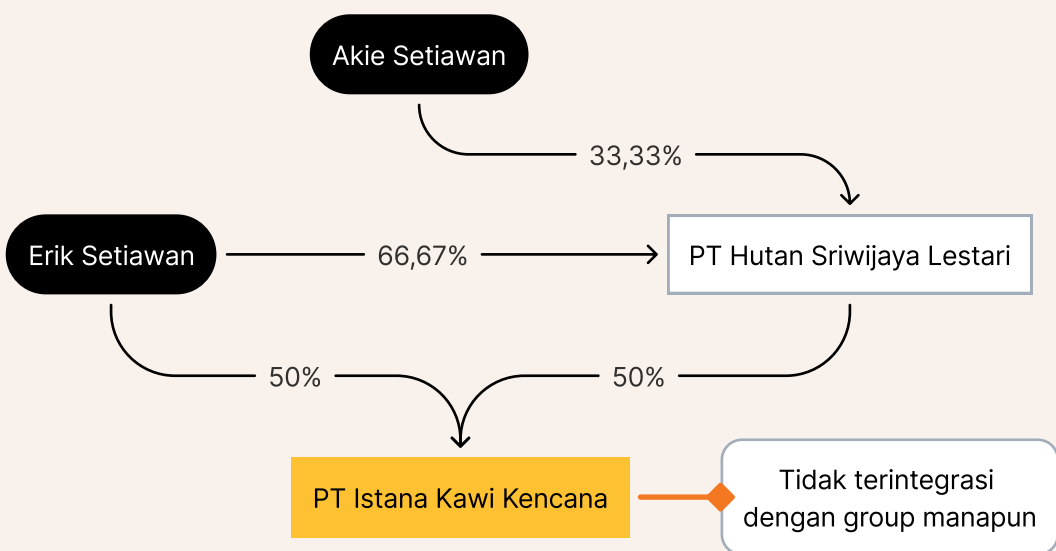 Akie Setiawan
33,33%
Erik Setiawan
66,67%
PT Hutan Sriwijaya Lestari
50%
50%
PT Istana Kawi Kencana
Tidak terintegrasi
dengan group manapun